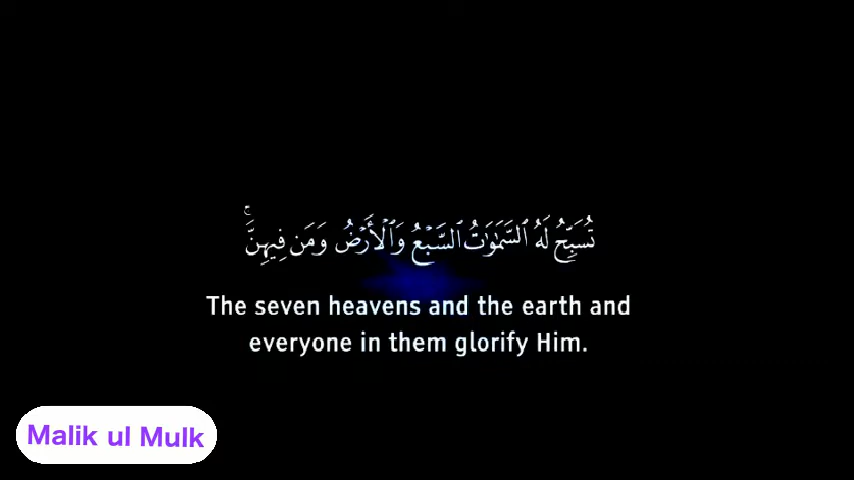 تُسَبِّحُ لَهُ ٱلسَّمَٰوَٰتُ ٱلسَّبْعُ وَٱلْأَرْضُ وَمَن فِيهِنَّ ۚ
The seven heavens and the earth and
everyone in them glorify Him.
Malik ul Mulk